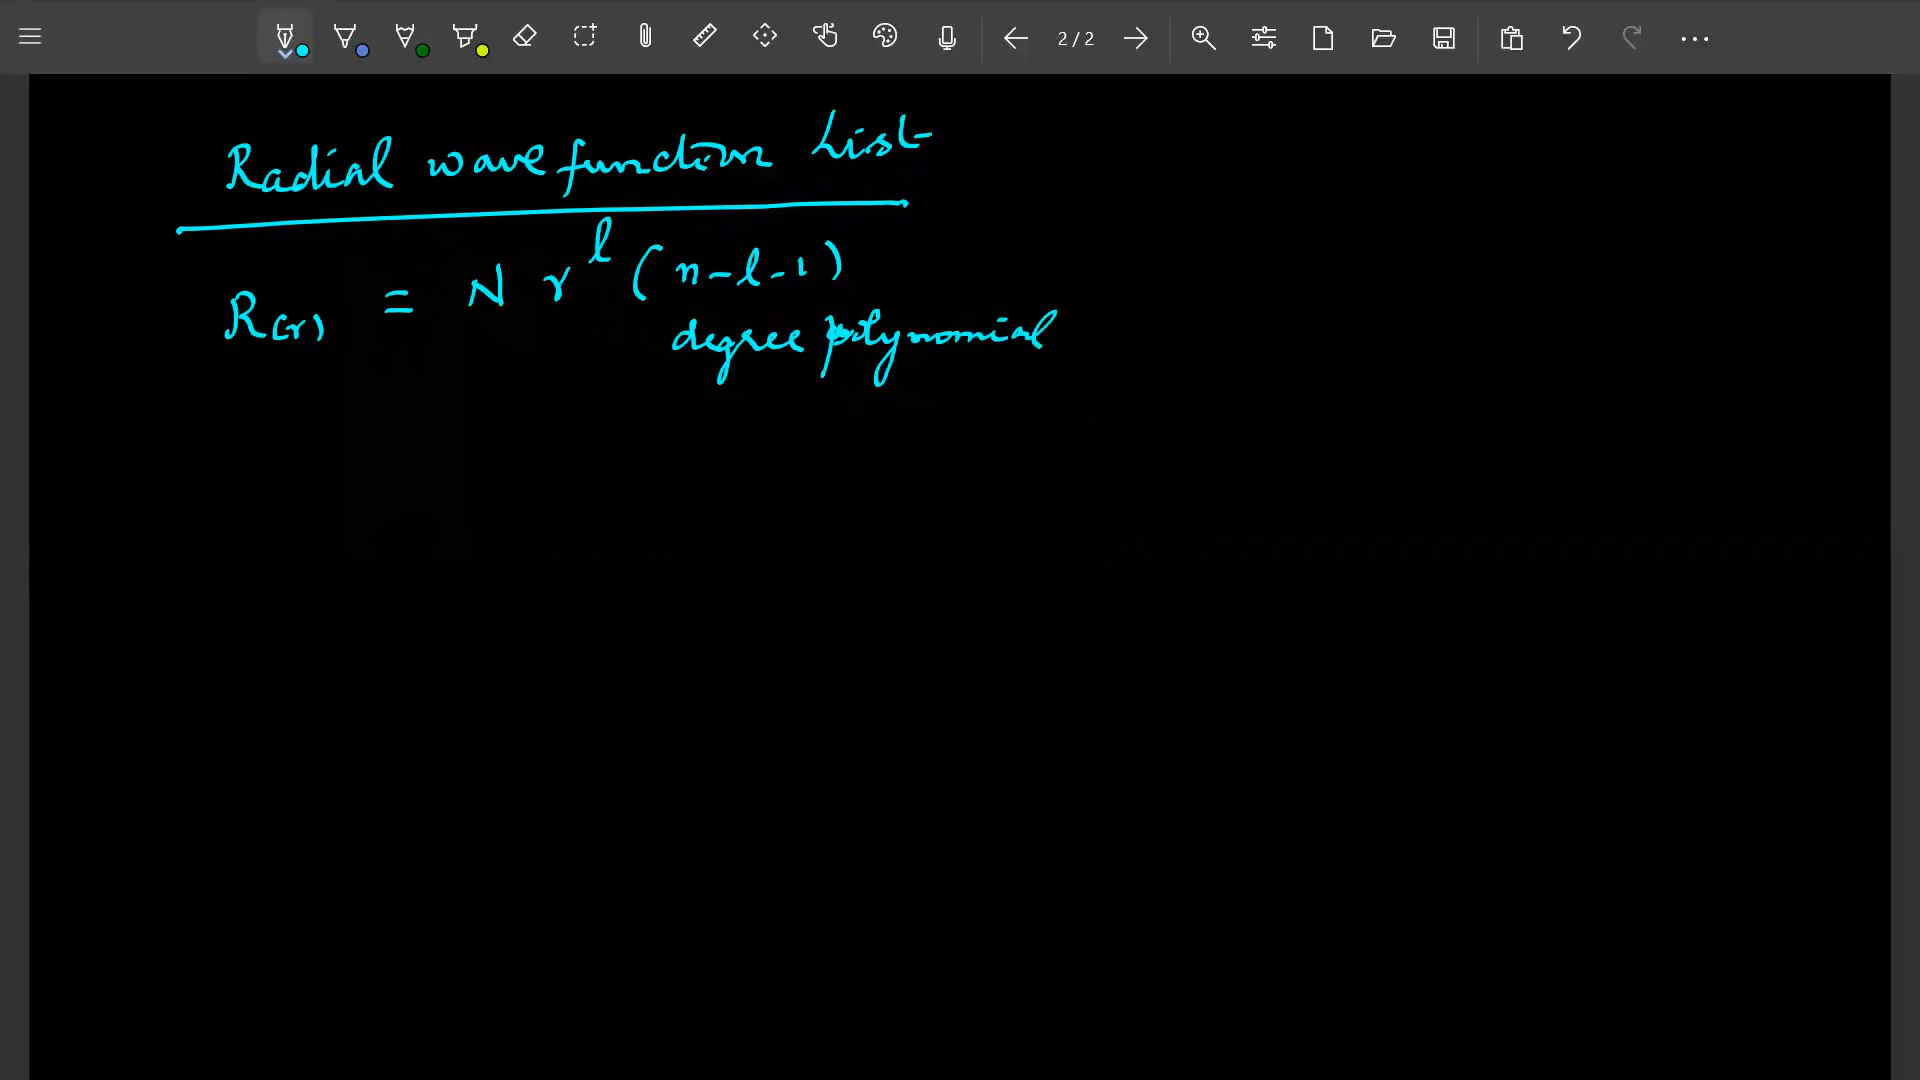 2 / 2
Radial wave function List
R(r) = N r^l (n-l-1)
degree polynomial